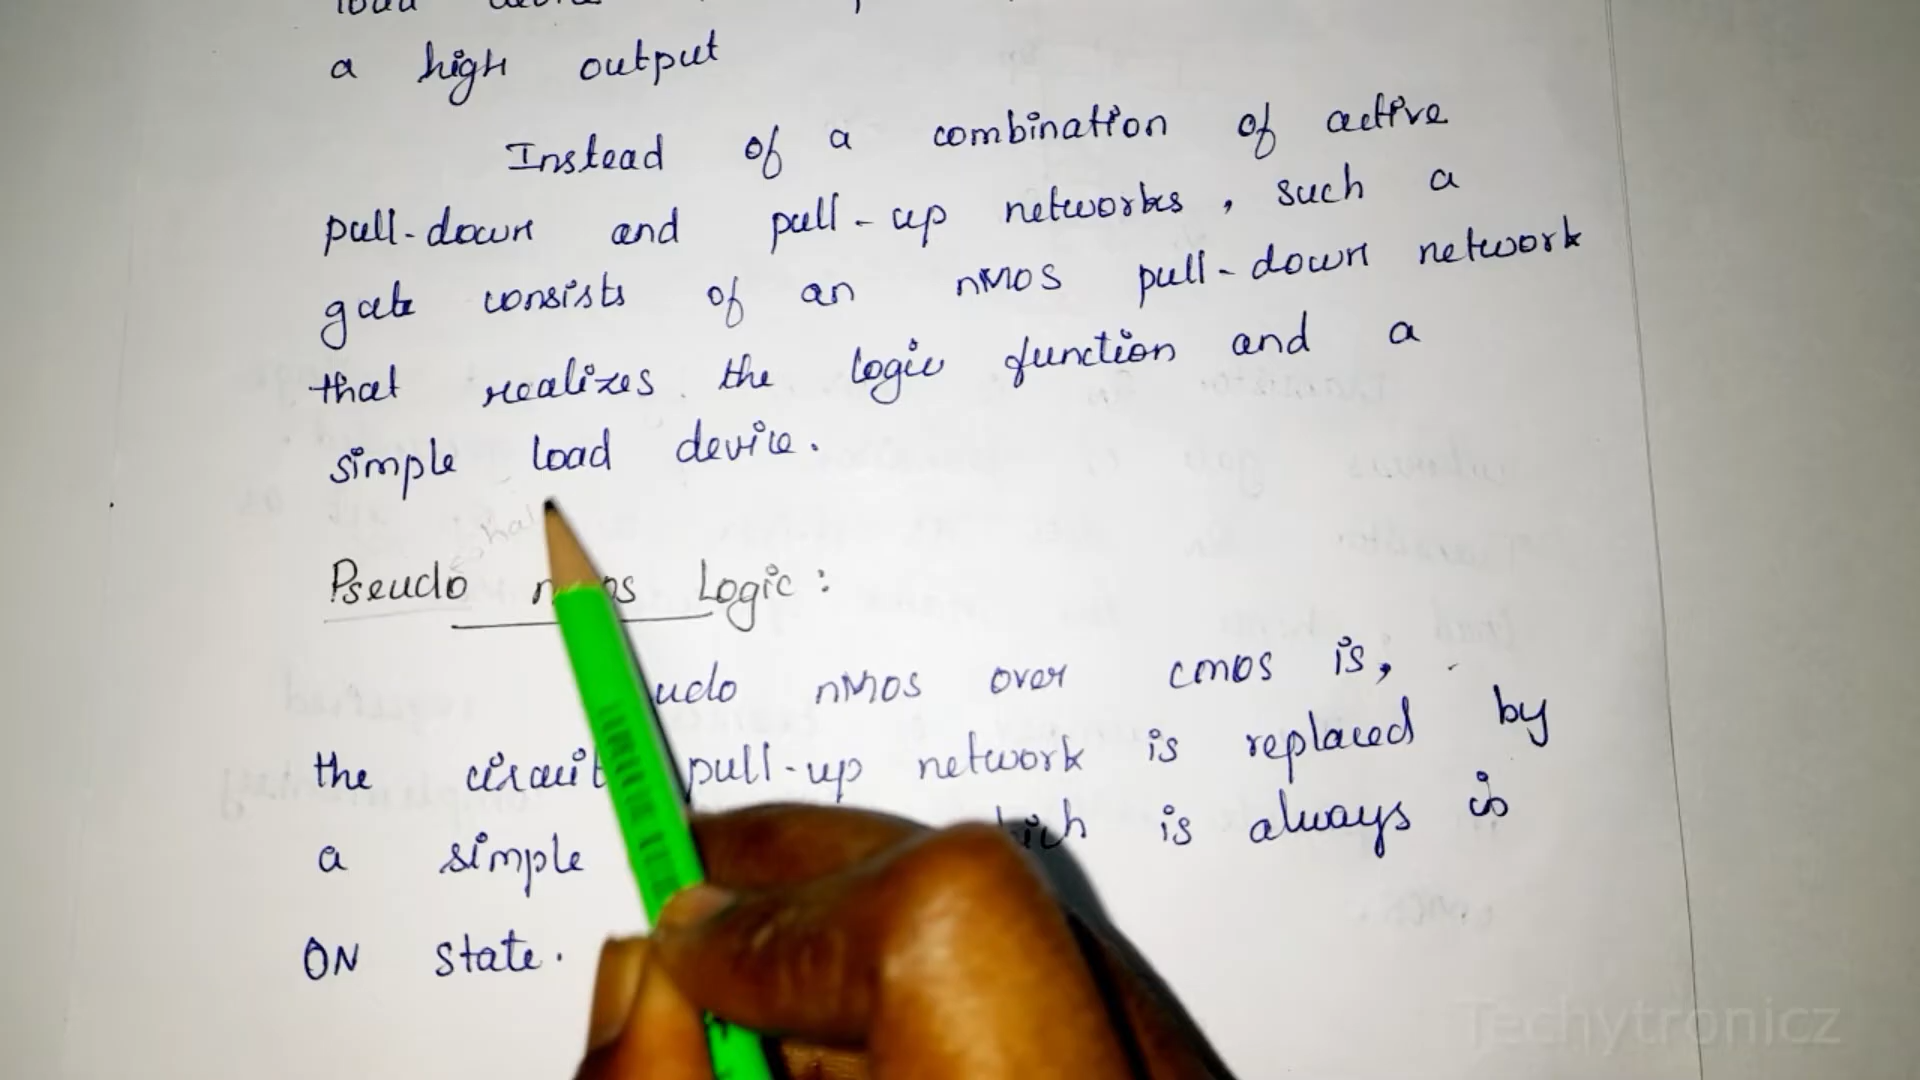 a high output
Instead of a combination of active
pull-down and pull-up networks, such a
gate consists of an nMOS pull-down network
that realizes the logic function and a
simple load device.
Pseudo Logic:
nMOS over CMOS is,
the circuit pull-up network is replaced by
a simple is always is
ON state.
Techytronicz